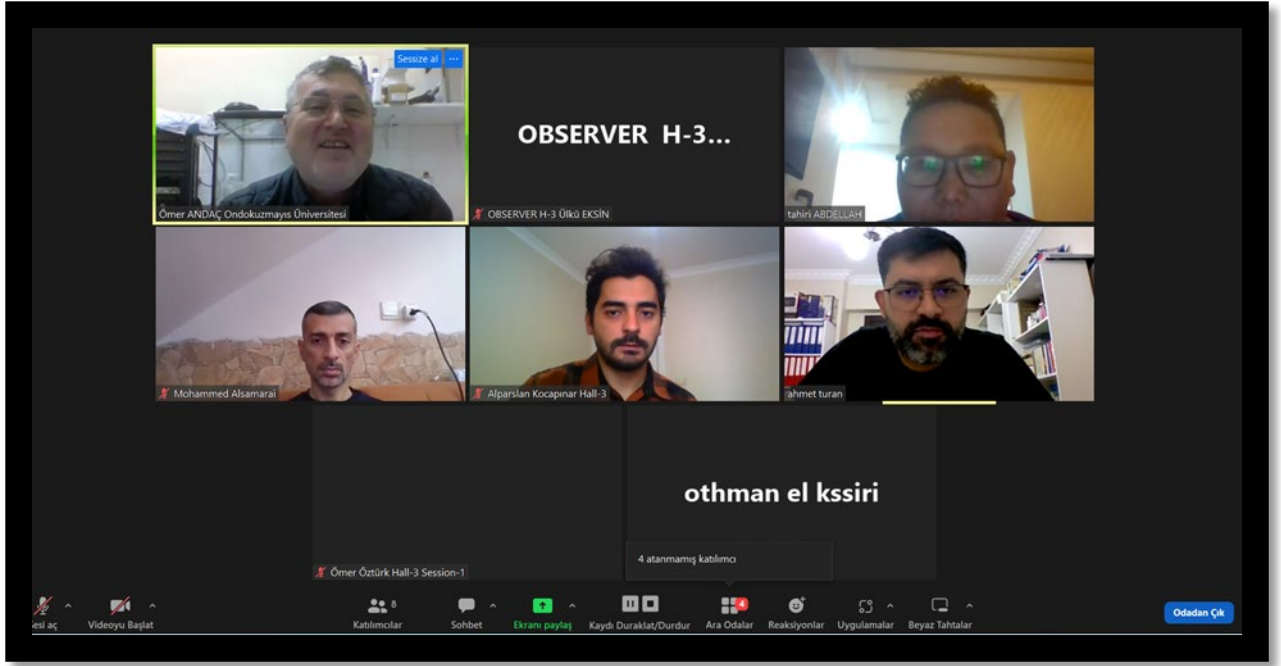 Sessize al ...
Ömer ANDAÇ Ondokuzmayıs Üniversitesi
OBSERVER H-3...
OBSERVER H-3 Ülkü EKSİN
tahiri ABDELLAH
Mohammed Alsamarai
Alparslan Kocapınar Hall-3
ahmet turan
Ömer Öztürk Hall-3 Session-1
othman el kssiri
4 atanmamış katılımcı
Sesi aç
Videoyu Başlat
8
Katılımcılar
Sohbet
Ekranı paylaş
Kaydı Duraklat/Durdur
4
Ara Odalar
Reaksiyonlar
Uygulamalar
Beyaz Tahtalar
Odadan Çık